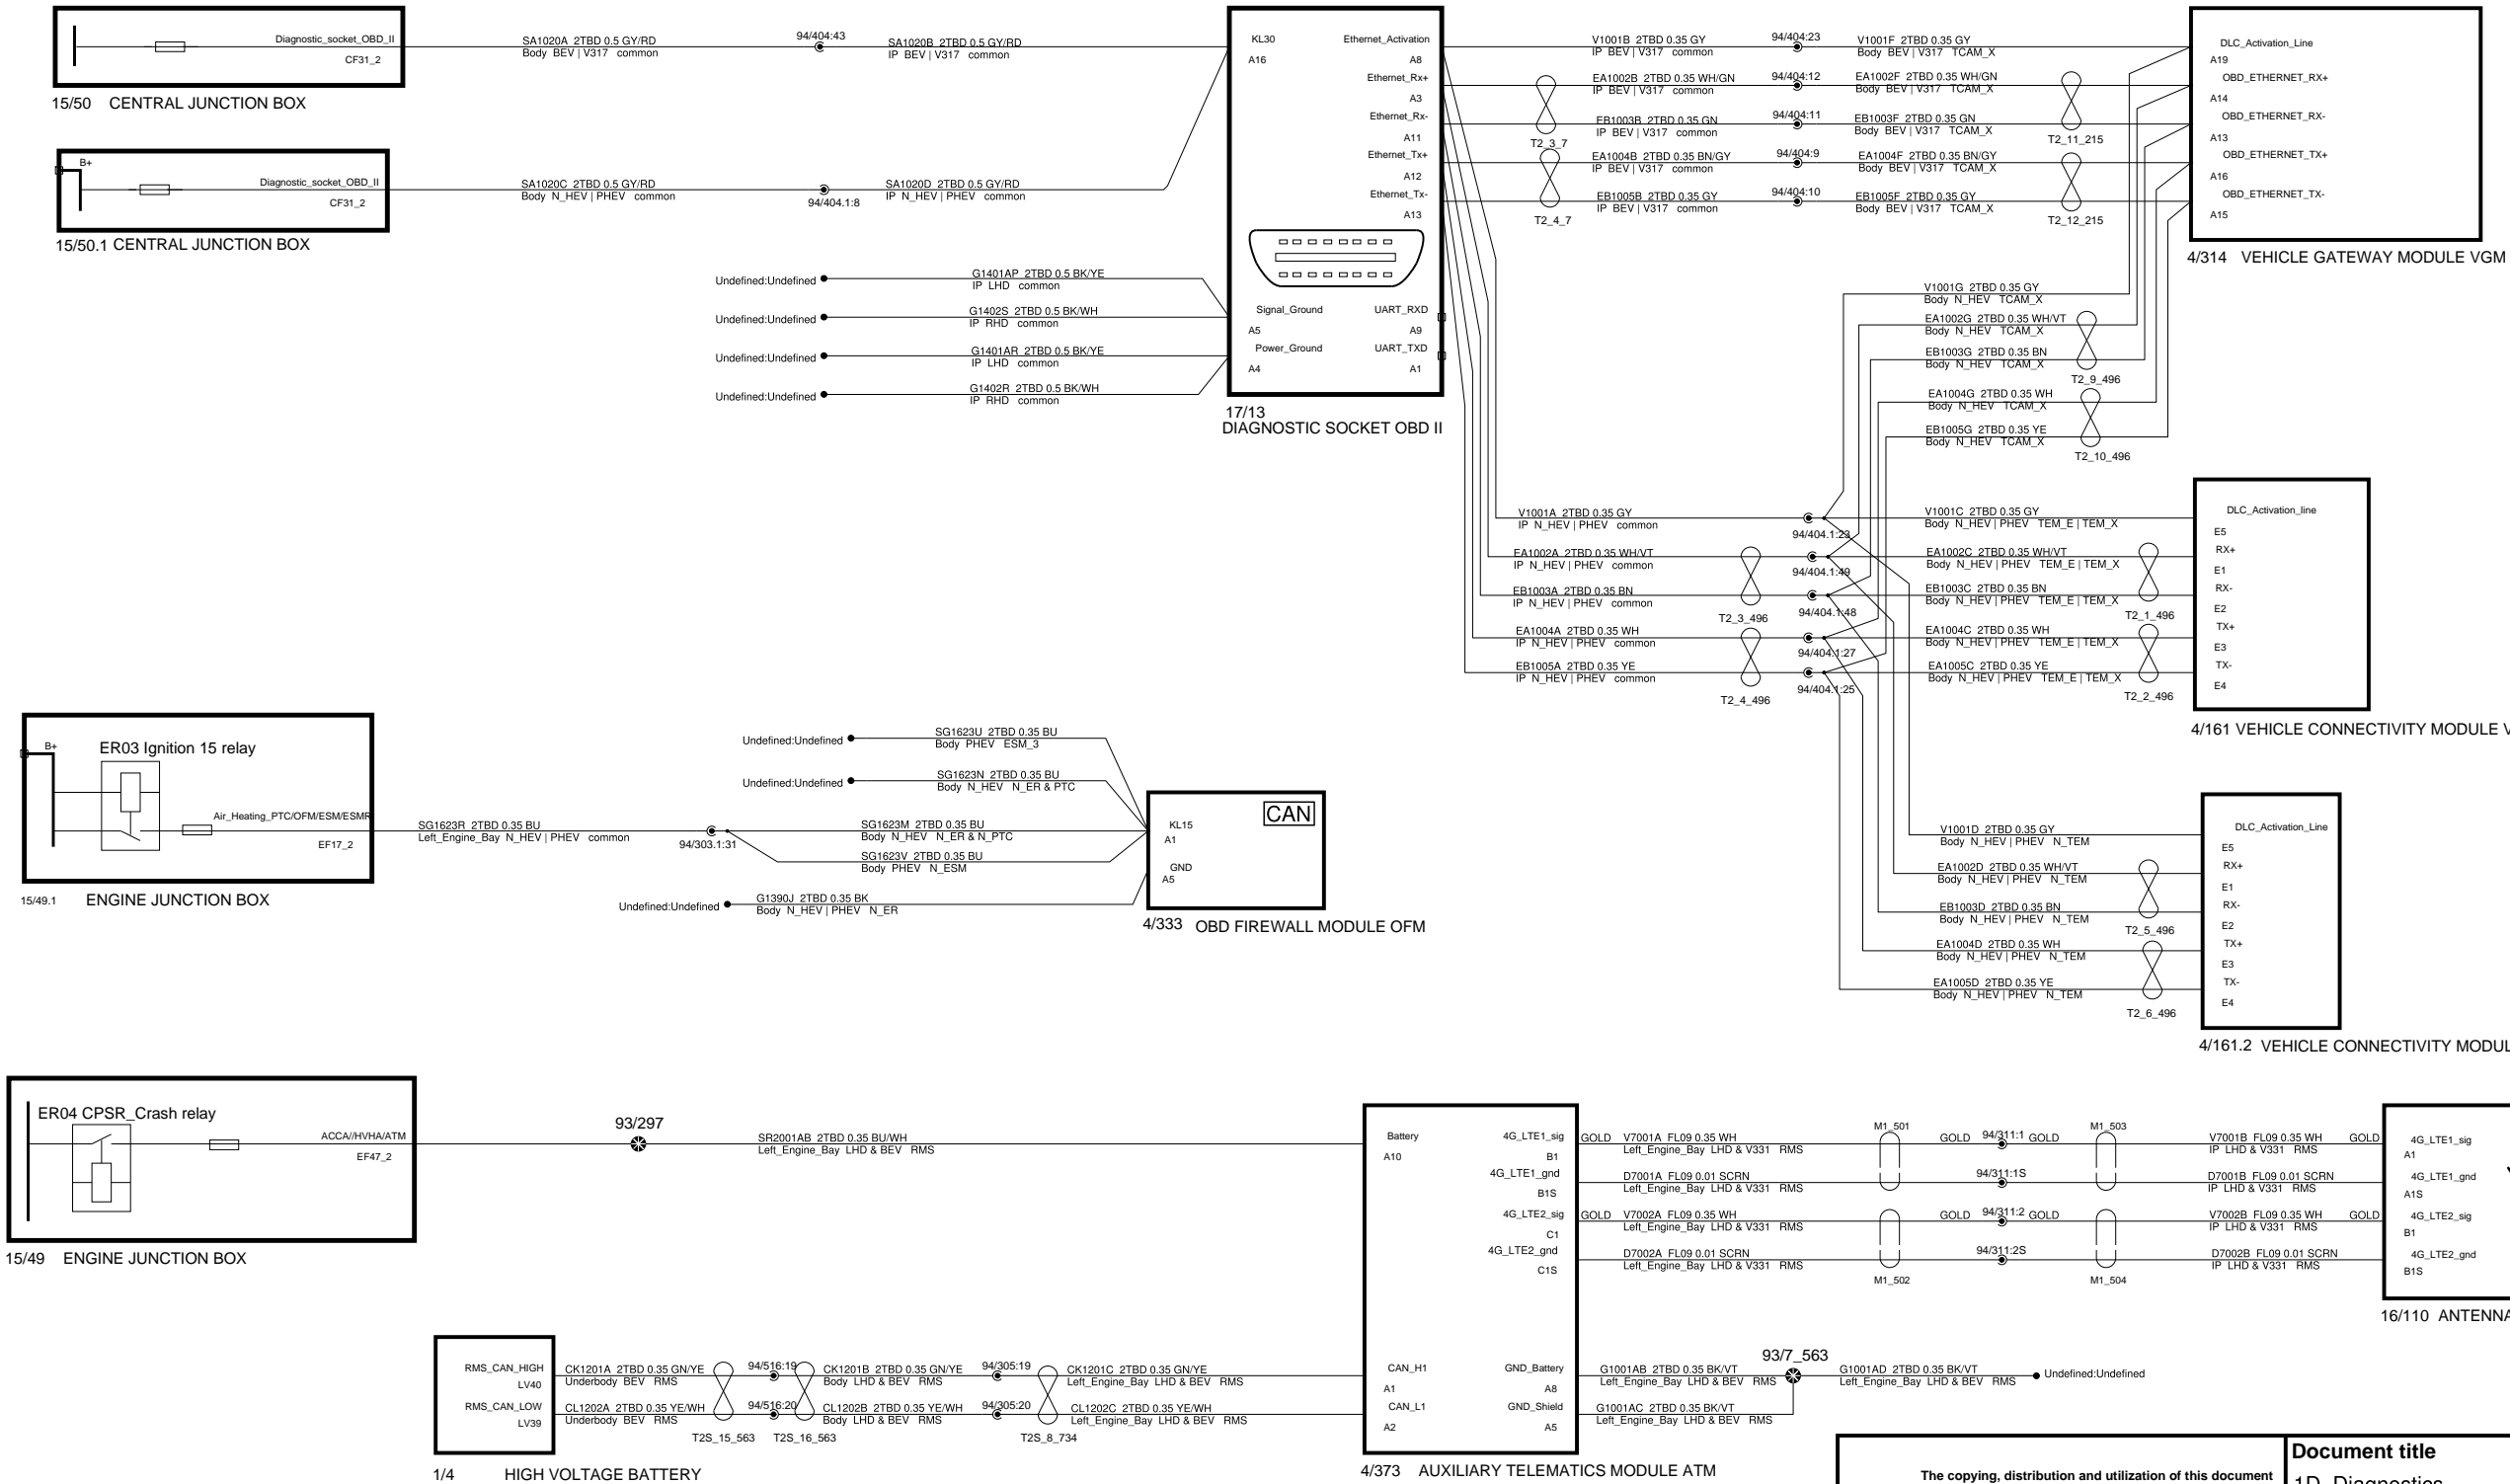 Diagnostic_socket_OBD_II
CF31_2
15/50 CENTRAL JUNCTION BOX
SA1020A 2TBD 0.5 GY/RD
Body BEV | V317 common
94/404:43
SA1020B 2TBD 0.5 GY/RD
IP BEV | V317 common
B+
Diagnostic_socket_OBD_II
CF31_2
15/50.1 CENTRAL JUNCTION BOX
SA1020C 2TBD 0.5 GY/RD
Body N_HEV | PHEV common
94/404.1:8
SA1020D 2TBD 0.5 GY/RD
IP N_HEV | PHEV common
Undefined:Undefined
G1401AP 2TBD 0.5 BK/YE
IP LHD common
Undefined:Undefined
G1402S 2TBD 0.5 BK/WH
IP RHD common
Undefined:Undefined
G1401AR 2TBD 0.5 BK/YE
IP LHD common
Undefined:Undefined
G1402R 2TBD 0.5 BK/WH
IP RHD common
KL30
A16
Ethernet_Activation
A8
Ethernet_Rx+
A3
Ethernet_Rx-
A11
Ethernet_Tx+
A12
Ethernet_Tx-
A13
Signal_Ground
A5
Power_Ground
A4
UART_RXD
A9
UART_TXD
A1
17/13
DIAGNOSTIC SOCKET OBD II
V1001B 2TBD 0.35 GY
IP BEV | V317 common
94/404:23
V1001F 2TBD 0.35 GY
Body BEV | V317 TCAM_X
EA1002B 2TBD 0.35 WH/GN
IP BEV | V317 common
94/404:12
EA1002F 2TBD 0.35 WH/GN
Body BEV | V317 TCAM_X
EB1003B 2TBD 0.35 GN
IP BEV | V317 common
94/404:11
EB1003F 2TBD 0.35 GN
Body BEV | V317 TCAM_X
T2_3_7
T2_11_215
EA1004B 2TBD 0.35 BN/GY
IP BEV | V317 common
94/404:9
EA1004F 2TBD 0.35 BN/GY
Body BEV | V317 TCAM_X
EB1005B 2TBD 0.35 GY
IP BEV | V317 common
94/404:10
EB1005F 2TBD 0.35 GY
Body BEV | V317 TCAM_X
T2_4_7
T2_12_215
DLC_Activation_Line
A19
OBD_ETHERNET_RX+
A14
OBD_ETHERNET_RX-
A13
OBD_ETHERNET_TX+
A16
OBD_ETHERNET_TX-
A15
4/314 VEHICLE GATEWAY MODULE VGM
V1001G 2TBD 0.35 GY
Body N_HEV TCAM_X
EA1002G 2TBD 0.35 WH/VT
Body N_HEV TCAM_X
EB1003G 2TBD 0.35 BN
Body N_HEV TCAM_X
T2_9_496
EA1004G 2TBD 0.35 WH
Body N_HEV TCAM_X
EB1005G 2TBD 0.35 YE
Body N_HEV TCAM_X
T2_10_496
V1001A 2TBD 0.35 GY
IP N_HEV | PHEV common
94/404.1:23
V1001C 2TBD 0.35 GY
Body N_HEV | PHEV TEM_E | TEM_X
EA1002A 2TBD 0.35 WH/VT
IP N_HEV | PHEV common
94/404.1:49
EA1002C 2TBD 0.35 WH/VT
Body N_HEV | PHEV TEM_E | TEM_X
EB1003A 2TBD 0.35 BN
IP N_HEV | PHEV common
94/404.1:48
EB1003C 2TBD 0.35 BN
Body N_HEV | PHEV TEM_E | TEM_X
T2_3_496
T2_1_496
EA1004A 2TBD 0.35 WH
IP N_HEV | PHEV common
94/404.1:27
EA1004C 2TBD 0.35 WH
Body N_HEV | PHEV TEM_E | TEM_X
EB1005A 2TBD 0.35 YE
IP N_HEV | PHEV common
94/404.1:25
EA1005C 2TBD 0.35 YE
Body N_HEV | PHEV TEM_E | TEM_X
T2_4_496
T2_2_496
DLC_Activation_line
E5
RX+
E1
RX-
E2
TX+
E3
TX-
E4
4/161 VEHICLE CONNECTIVITY MODULE V
B+
ER03 Ignition 15 relay
Air_Heating_PTC/OFM/ESM/ESMR
EF17_2
15/49.1 ENGINE JUNCTION BOX
SG1623R 2TBD 0.35 BU
Left_Engine_Bay N_HEV | PHEV common
94/303.1:31
Undefined:Undefined
SG1623U 2TBD 0.35 BU
Body PHEV ESM_3
Undefined:Undefined
SG1623N 2TBD 0.35 BU
Body N_HEV N_ER & PTC
SG1623M 2TBD 0.35 BU
Body N_HEV N_ER & N_PTC
SG1623V 2TBD 0.35 BU
Body PHEV N_ESM
Undefined:Undefined
G1390J 2TBD 0.35 BK
Body N_HEV | PHEV N_ER
CAN
KL15
A1
GND
A5
4/333 OBD FIREWALL MODULE OFM
V1001D 2TBD 0.35 GY
Body N_HEV | PHEV N_TEM
EA1002D 2TBD 0.35 WH/VT
Body N_HEV | PHEV N_TEM
EB1003D 2TBD 0.35 BN
Body N_HEV | PHEV N_TEM
T2_5_496
EA1004D 2TBD 0.35 WH
Body N_HEV | PHEV N_TEM
EA1005D 2TBD 0.35 YE
Body N_HEV | PHEV N_TEM
T2_6_496
DLC_Activation_Line
E5
RX+
E1
RX-
E2
TX+
E3
TX-
E4
4/161.2 VEHICLE CONNECTIVITY MODUL
ER04 CPSR_Crash relay
ACCA//HVHA/ATM
EF47_2
15/49 ENGINE JUNCTION BOX
93/297
SR2001AB 2TBD 0.35 BU/WH
Left_Engine_Bay LHD & BEV RMS
Battery
A10
4G_LTE1_sig
B1
4G_LTE1_gnd
B1S
4G_LTE2_sig
C1
4G_LTE2_gnd
C1S
CAN_H1
A1
CAN_L1
A2
GND_Battery
A8
GND_Shield
A5
4/373 AUXILIARY TELEMATICS MODULE ATM
GOLD V7001A FL09 0.35 WH
Left_Engine_Bay LHD & V331 RMS
M1_501
GOLD 94/311:1 GOLD
M1_503
V7001B FL09 0.35 WH GOLD
IP LHD & V331 RMS
D7001A FL09 0.01 SCRN
Left_Engine_Bay LHD & V331 RMS
94/311:1S
D7001B FL09 0.01 SCRN
IP LHD & V331 RMS
GOLD V7002A FL09 0.35 WH
Left_Engine_Bay LHD & V331 RMS
GOLD 94/311:2 GOLD
V7002B FL09 0.35 WH GOLD
IP LHD & V331 RMS
D7002A FL09 0.01 SCRN
Left_Engine_Bay LHD & V331 RMS
94/311:2S
D7002B FL09 0.01 SCRN
IP LHD & V331 RMS
M1_502
M1_504
4G_LTE1_sig
A1
4G_LTE1_gnd
A1S
4G_LTE2_sig
B1
4G_LTE2_gnd
B1S
16/110 ANTENNA
RMS_CAN_HIGH
LV40
RMS_CAN_LOW
LV39
1/4 HIGH VOLTAGE BATTERY
CK1201A 2TBD 0.35 GN/YE
Underbody BEV RMS
94/516:19
CK1201B 2TBD 0.35 GN/YE
Body LHD & BEV RMS
94/305:19
CK1201C 2TBD 0.35 GN/YE
Left_Engine_Bay LHD & BEV RMS
CL1202A 2TBD 0.35 YE/WH
Underbody BEV RMS
94/516:20
CL1202B 2TBD 0.35 YE/WH
Body LHD & BEV RMS
94/305:20
CL1202C 2TBD 0.35 YE/WH
Left_Engine_Bay LHD & BEV RMS
T2S_15_563
T2S_16_563
T2S_8_734
G1001AB 2TBD 0.35 BK/VT
Left_Engine_Bay LHD & BEV RMS
93/7_563
G1001AD 2TBD 0.35 BK/VT
Left_Engine_Bay LHD & BEV RMS
Undefined:Undefined
G1001AC 2TBD 0.35 BK/VT
Left_Engine_Bay LHD & BEV RMS
The copying, distribution and utilization of this document
Document title
1D Diagnostics